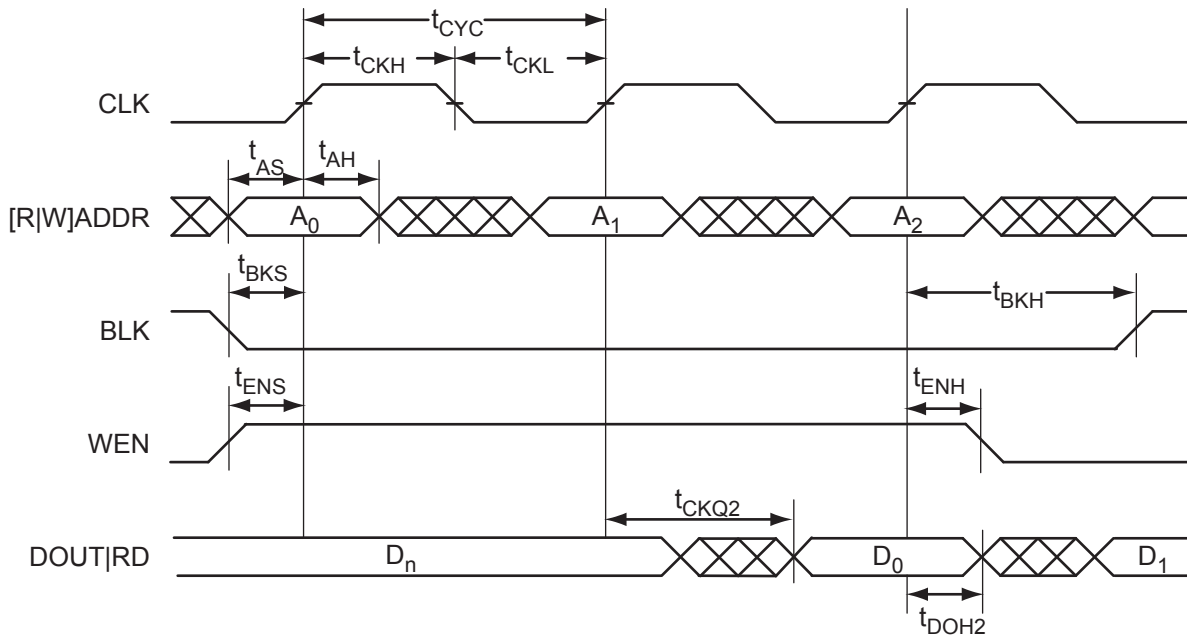 tCYC
tCKH
tCKL
CLK
tAS
tAH
[R|W]ADDR
A0
A1
A2
tBKS
tBKH
BLK
tENS
tENH
WEN
tCKQ2
DOUT|RD
Dn
D0
D1
tDOH2